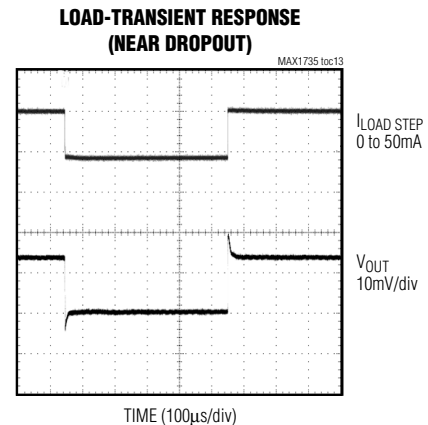 LOAD-TRANSIENT RESPONSE
(NEAR DROPOUT)
MAX1735 toc13
ILOAD STEP
0 to 50mA
VOUT
10mV/div
TIME (100µs/div)